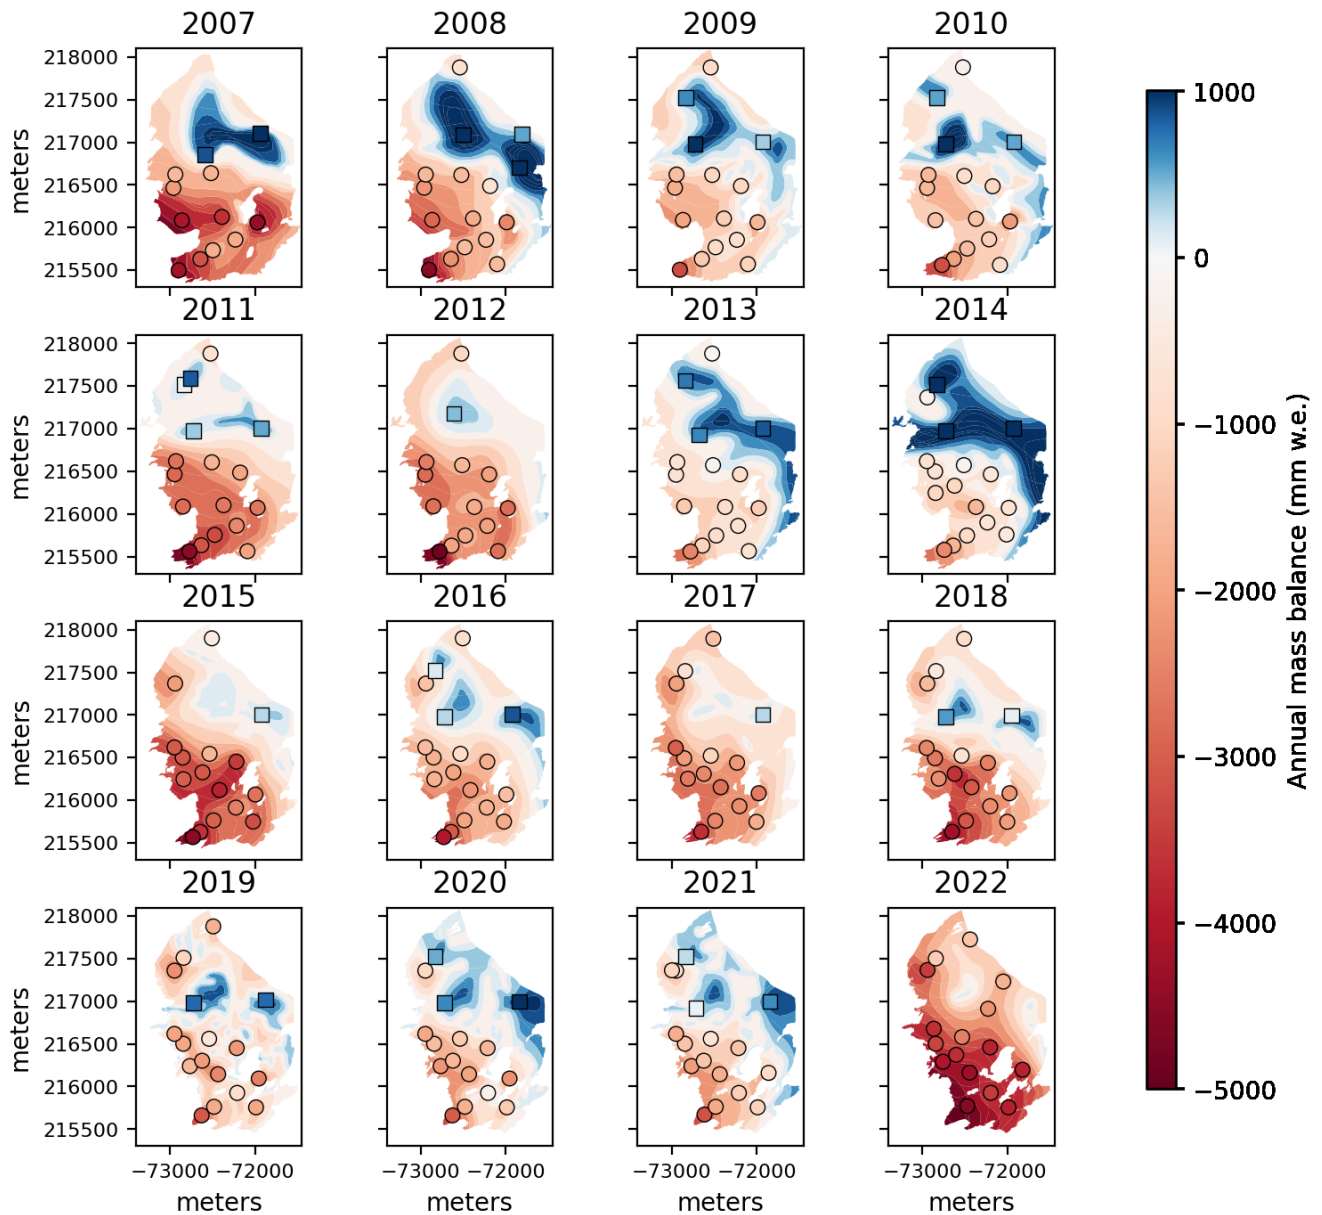 2007 2008 2009 2010
218000
217500
217000
216500
216000
215500
meters
2011 2012 2013 2014
218000
217500
217000
216500
216000
215500
meters
2015 2016 2017 2018
218000
217500
217000
216500
216000
215500
meters
2019 2020 2021 2022
218000
217500
217000
216500
216000
215500
meters
−73000 −72000 −73000 −72000 −73000 −72000 −73000 −72000
meters meters meters meters
1000
0
−1000
−2000
−3000
−4000
−5000
Annual mass balance (mm w.e.)